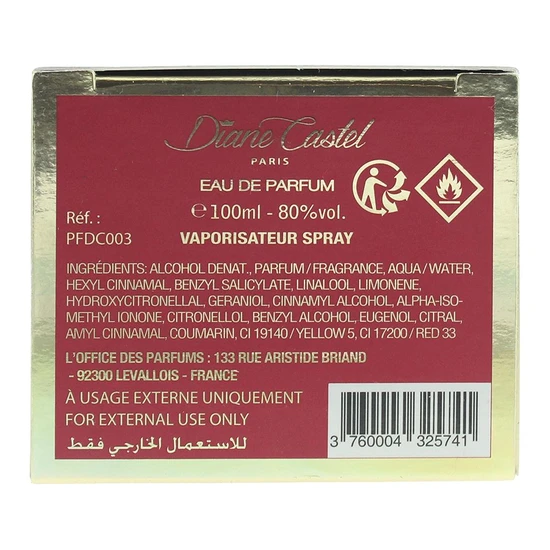 Diane Castel
PARIS
EAU DE PARFUM
℮100ml - 80%vol.
Réf. :
PFDC003
VAPORISATEUR SPRAY
INGRÉDIENTS: ALCOHOL DENAT., PARFUM / FRAGRANCE, AQUA / WATER,
HEXYL CINNAMAL, BENZYL SALICYLATE, LINALOOL, LIMONENE,
HYDROXYCITRONELLAL, GERANIOL, CINNAMYL ALCOHOL, ALPHA-ISO-
METHYL IONONE, CITRONELLOL, BENZYL ALCOHOL, EUGENOL, CITRAL,
AMYL CINNAMAL, COUMARIN, CI 19140 / YELLOW 5, CI 17200 / RED 33
L'OFFICE DES PARFUMS : 133 RUE ARISTIDE BRIAND
- 92300 LEVALLOIS - FRANCE
À USAGE EXTERNE UNIQUEMENT
FOR EXTERNAL USE ONLY
للاستعمال الخارجي فقط
3 760004 325741